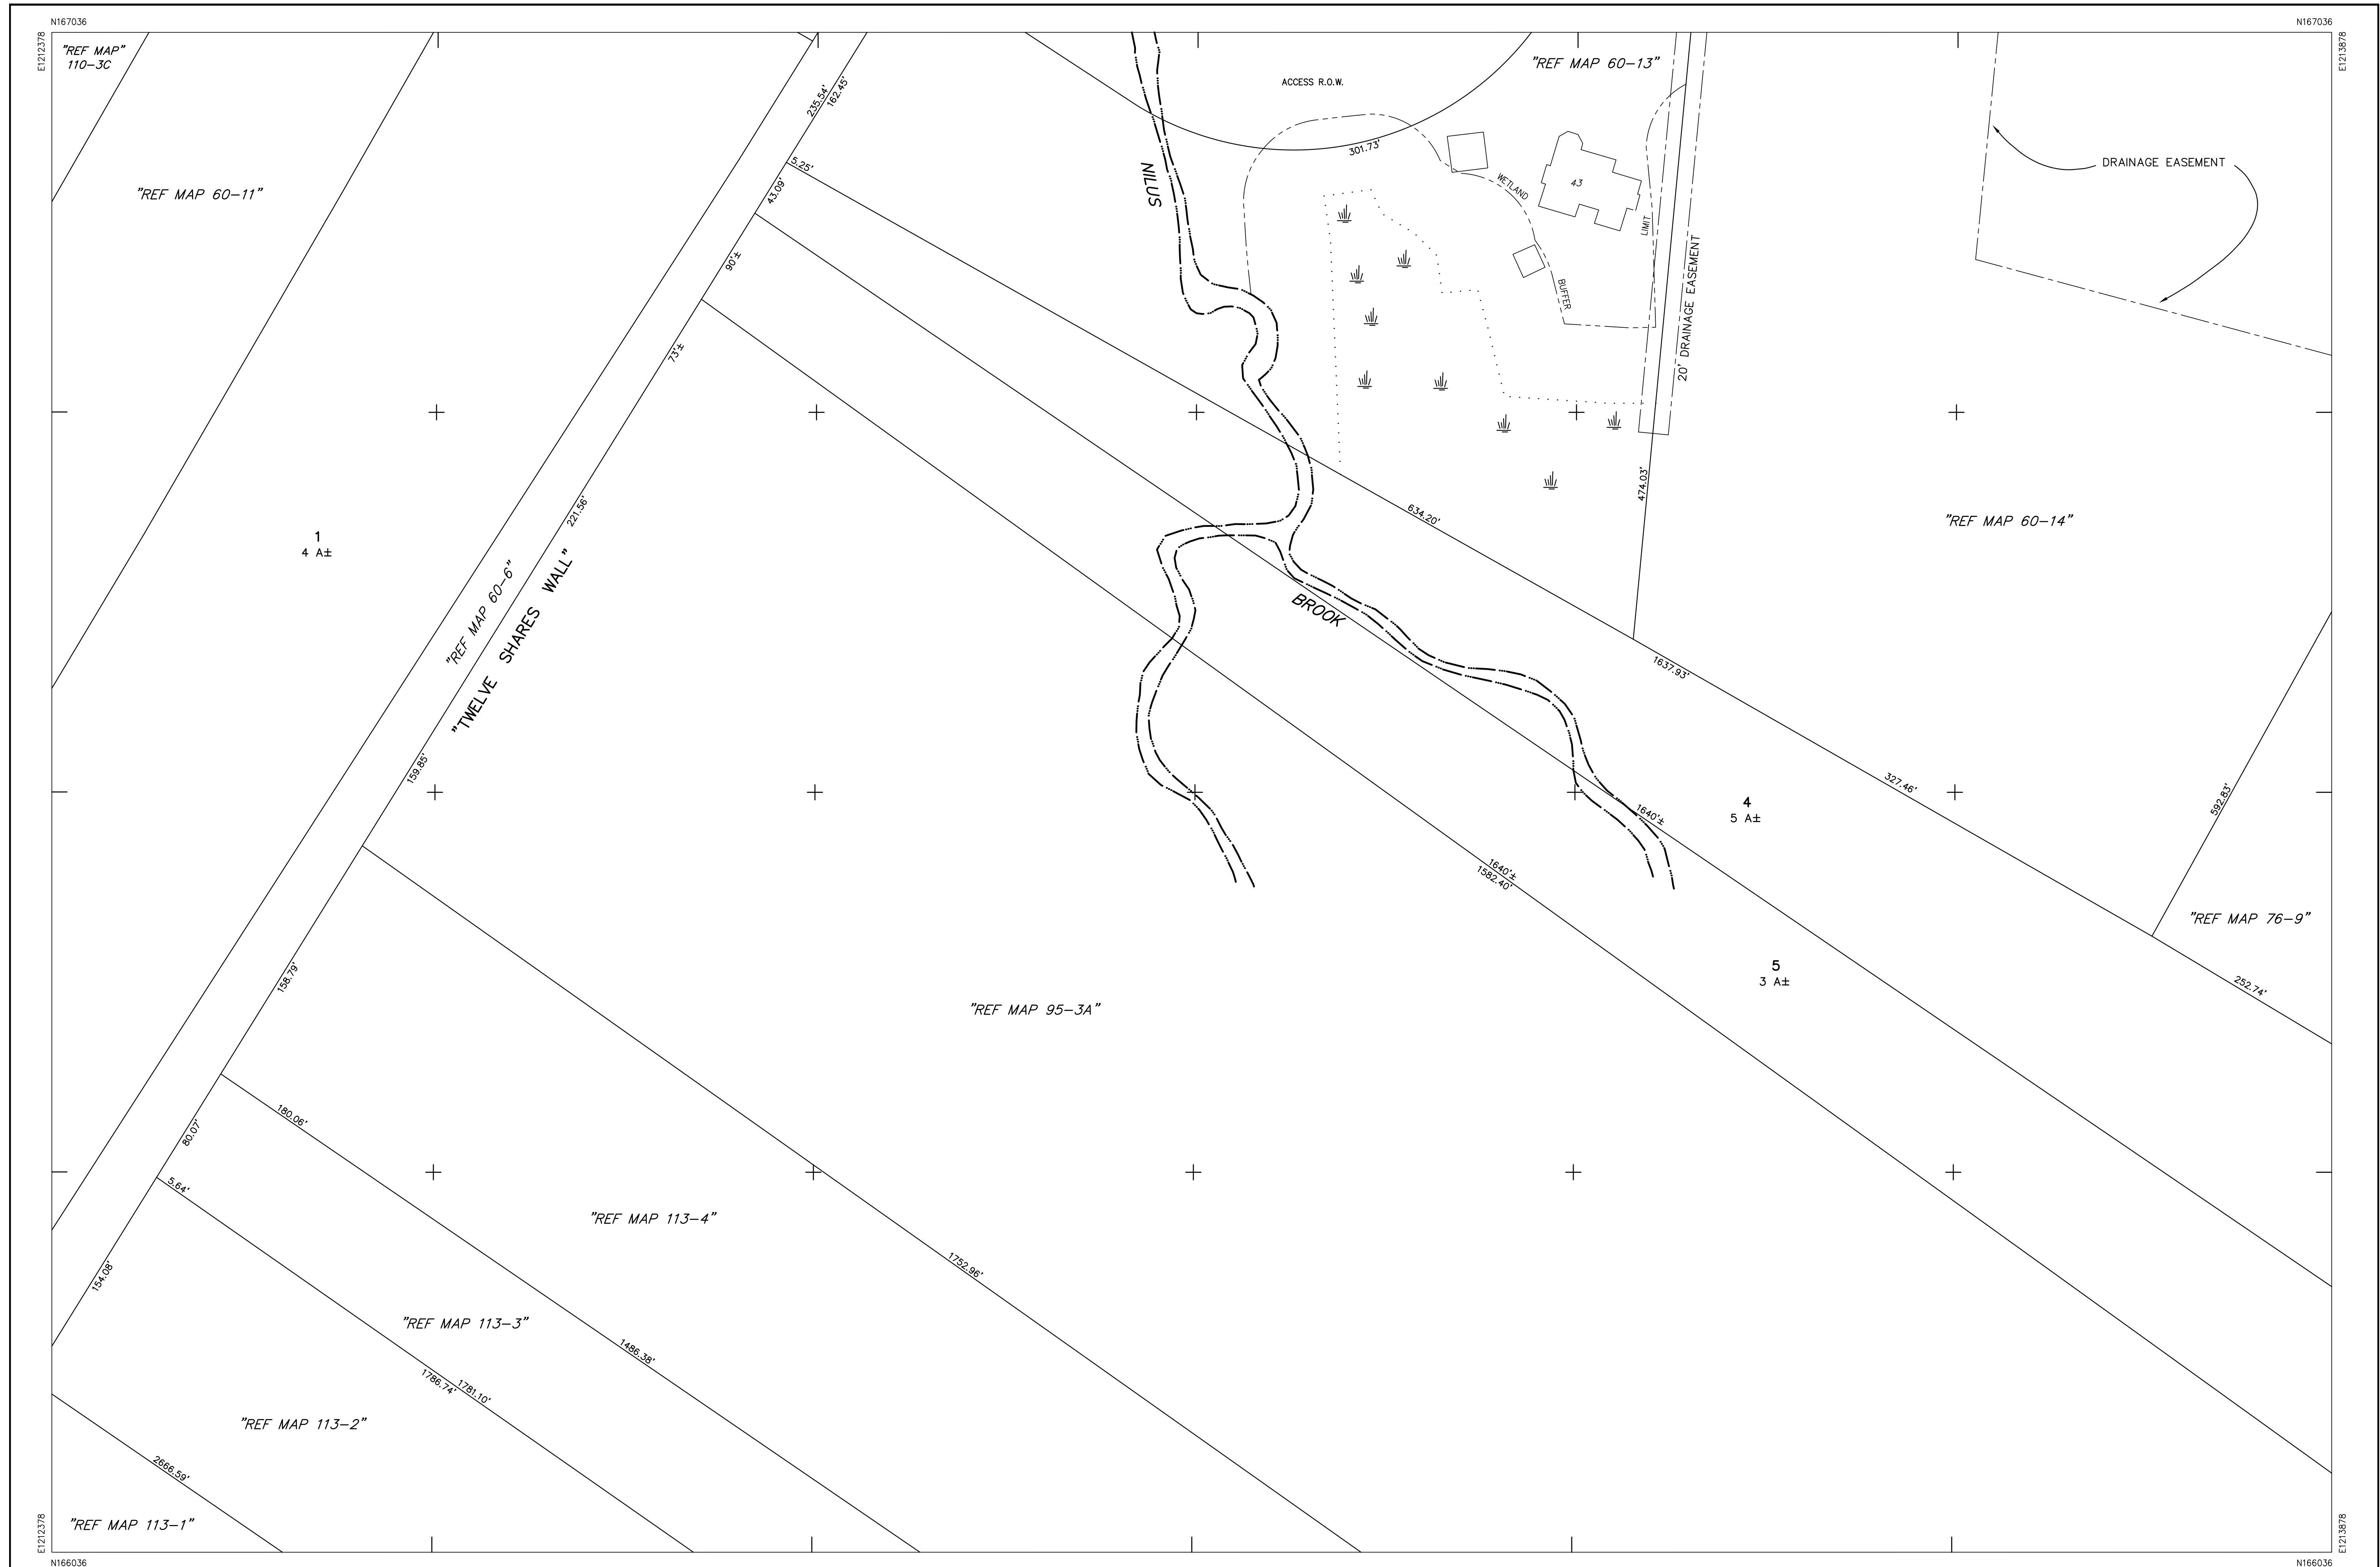 N167036
N167036
E1212378
E1213878
"REF MAP"
110-3C
"REF MAP 60-11"
235.54'
162.45'
5.25'
43.09'
90'±
73'±
NILUS
ACCESS R.O.W.
301.73'
"REF MAP 60-13"
WETLAND
43
LIMIT
BUFFER
20' DRAINAGE EASEMENT
DRAINAGE EASEMENT
474.03'
634.20'
"REF MAP 60-14"
1
4 A±
221.56'
"REF MAP 60-6"
"TWELVE SHARES WALL"
BROOK
1637.93'
159.85'
327.46'
592.83'
4
5 A±
1640'±
1640'±
1582.40'
"REF MAP 76-9"
5
3 A±
252.74'
158.79'
"REF MAP 95-3A"
180.06'
80.07'
5.64'
"REF MAP 113-4"
154.08'
1752.96'
"REF MAP 113-3"
1486.38'
1781.10'
1786.74'
"REF MAP 113-2"
2666.59'
"REF MAP 113-1"
E1212378
E1213878
N166036
N166036